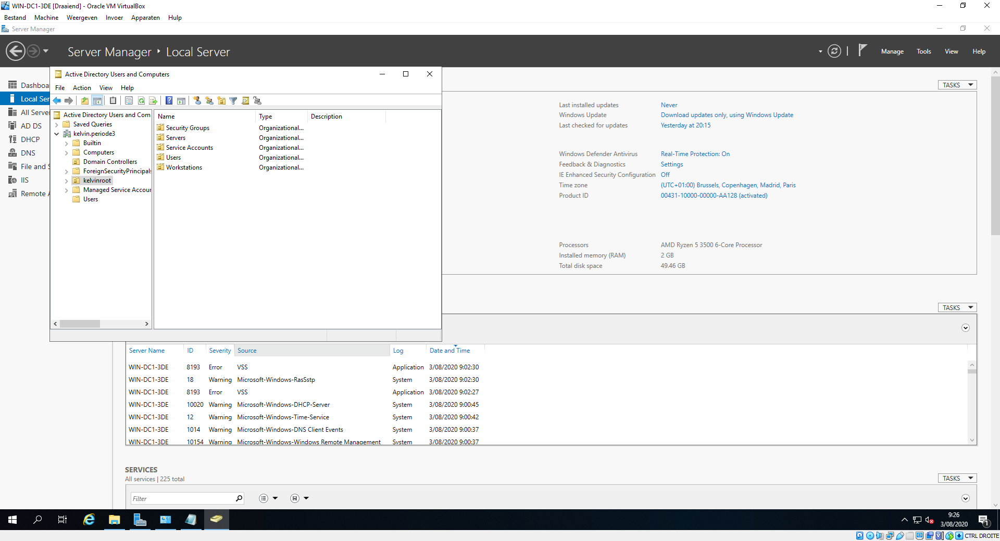 WIN-DC1-3DE [Draaiend] - Oracle VM VirtualBox
Bestand Machine Weergeven Invoer Apparaten Hulp
Server Manager
Server Manager ‣ Local Server
Manage Tools View Help
Dashboa
Local Ser
All Server
AD DS
DHCP
DNS
File and S
IIS
Remote A
Active Directory Users and Computers
File Action View Help
Active Directory Users and Com
Saved Queries
kelvin.periode3
Builtin
Computers
Domain Controllers
ForeignSecurityPrincipals
kelvinroot
Managed Service Accour
Users
Name Type Description
Security Groups Organizational...
Servers Organizational...
Service Accounts Organizational...
Users Organizational...
Workstations Organizational...
TASKS
Last installed updates Never
Windows Update Download updates only, using Windows Update
Last checked for updates Yesterday at 20:15
Windows Defender Antivirus Real-Time Protection: On
Feedback & Diagnostics Settings
IE Enhanced Security Configuration Off
Time zone (UTC+01:00) Brussels, Copenhagen, Madrid, Paris
Product ID 00431-10000-00000-AA128 (activated)
Processors AMD Ryzen 5 3500 6-Core Processor
Installed memory (RAM) 2 GB
Total disk space 49.46 GB
TASKS
Server Name ID Severity Source Log Date and Time
WIN-DC1-3DE 8193 Error VSS Application 3/08/2020 9:02:30
WIN-DC1-3DE 18 Warning Microsoft-Windows-RasSstp System 3/08/2020 9:02:30
WIN-DC1-3DE 8193 Error VSS Application 3/08/2020 9:02:27
WIN-DC1-3DE 10020 Warning Microsoft-Windows-DHCP-Server System 3/08/2020 9:00:45
WIN-DC1-3DE 12 Warning Microsoft-Windows-Time-Service System 3/08/2020 9:00:42
WIN-DC1-3DE 1014 Warning Microsoft-Windows-DNS Client Events System 3/08/2020 9:00:37
WIN-DC1-3DE 10154 Warning Microsoft-Windows-Windows Remote Management System 3/08/2020 9:00:37
SERVICES
All services | 225 total
TASKS
Filter
9:26
3/08/2020
1
CTRL DROITE